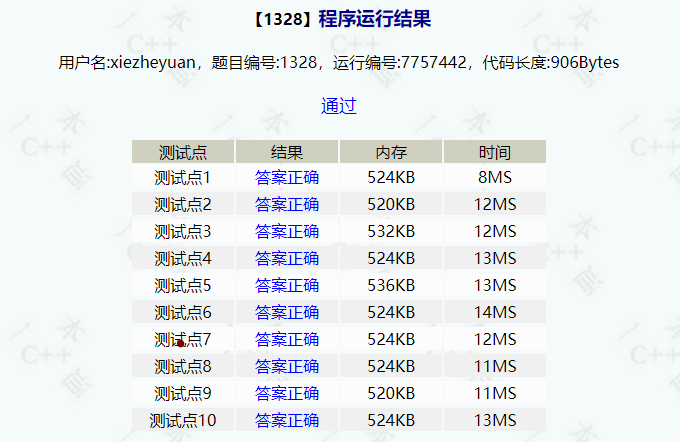 【1328】程序运行结果
用户名:xiezheyuan，题目编号:1328，运行编号:7757442，代码长度:906Bytes
通过
测试点 结果 内存 时间
测试点1 答案正确 524KB 8MS
测试点2 答案正确 520KB 12MS
测试点3 答案正确 532KB 12MS
测试点4 答案正确 524KB 13MS
测试点5 答案正确 536KB 13MS
测试点6 答案正确 524KB 14MS
测试点7 答案正确 524KB 12MS
测试点8 答案正确 524KB 11MS
测试点9 答案正确 520KB 11MS
测试点10 答案正确 524KB 13MS